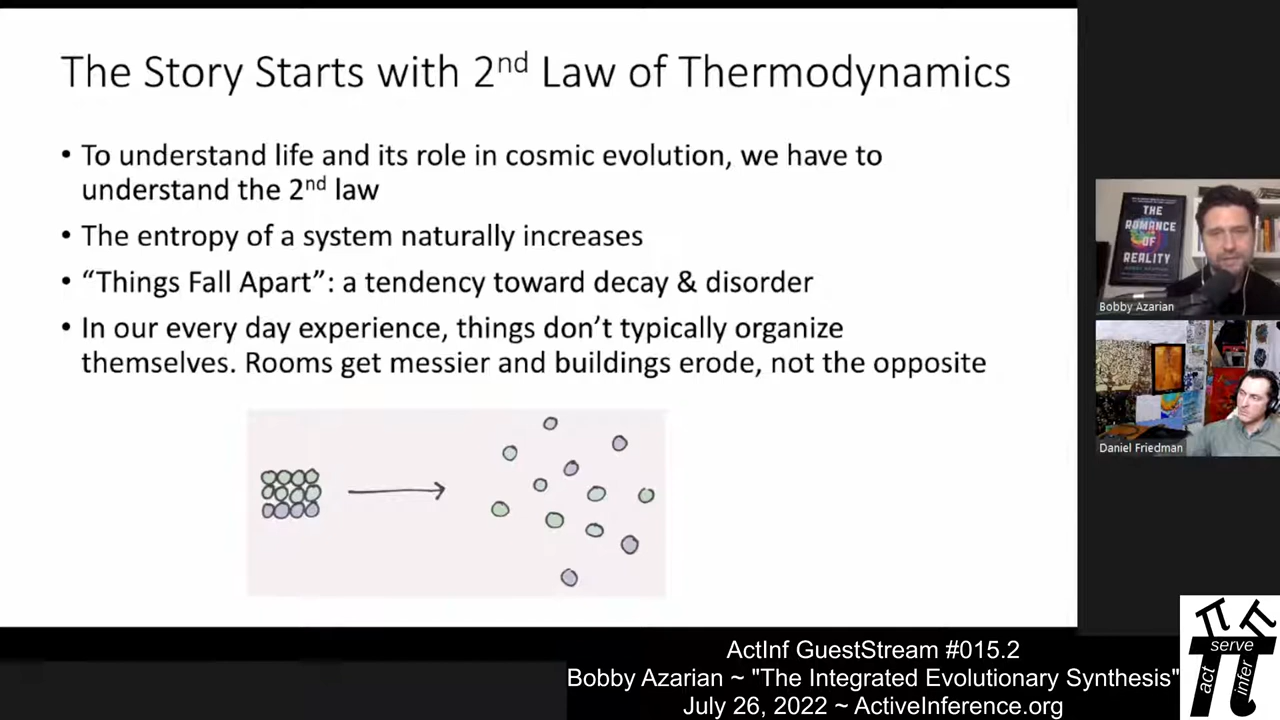 The Story Starts with 2nd Law of Thermodynamics
• To understand life and its role in cosmic evolution, we have to
understand the 2nd law
• The entropy of a system naturally increases
• “Things Fall Apart”: a tendency toward decay & disorder
• In our every day experience, things don’t typically organize
themselves. Rooms get messier and buildings erode, not the opposite
THE
ROMANCE
OF
REALITY
Bobby Azarian
Daniel Friedman
ActInf GuestStream #015.2
Bobby Azarian ~ "The Integrated Evolutionary Synthesis"
July 26, 2022 ~ ActiveInference.org
serve
act
infer